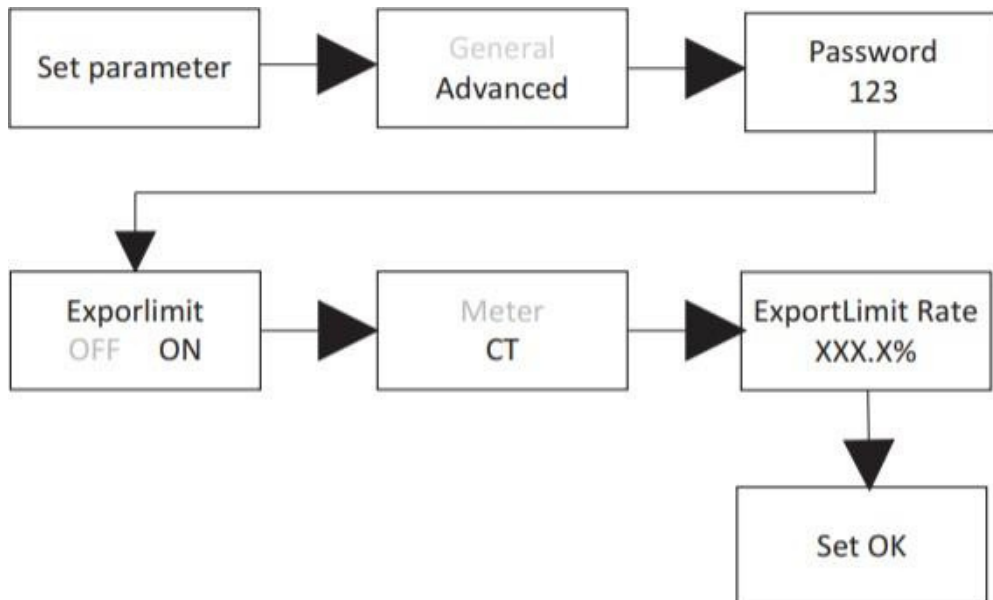 Set parameter
General
Advanced
Password
123
Exporlimit
OFF ON
Meter
CT
ExportLimit Rate
XXX.X%
Set OK